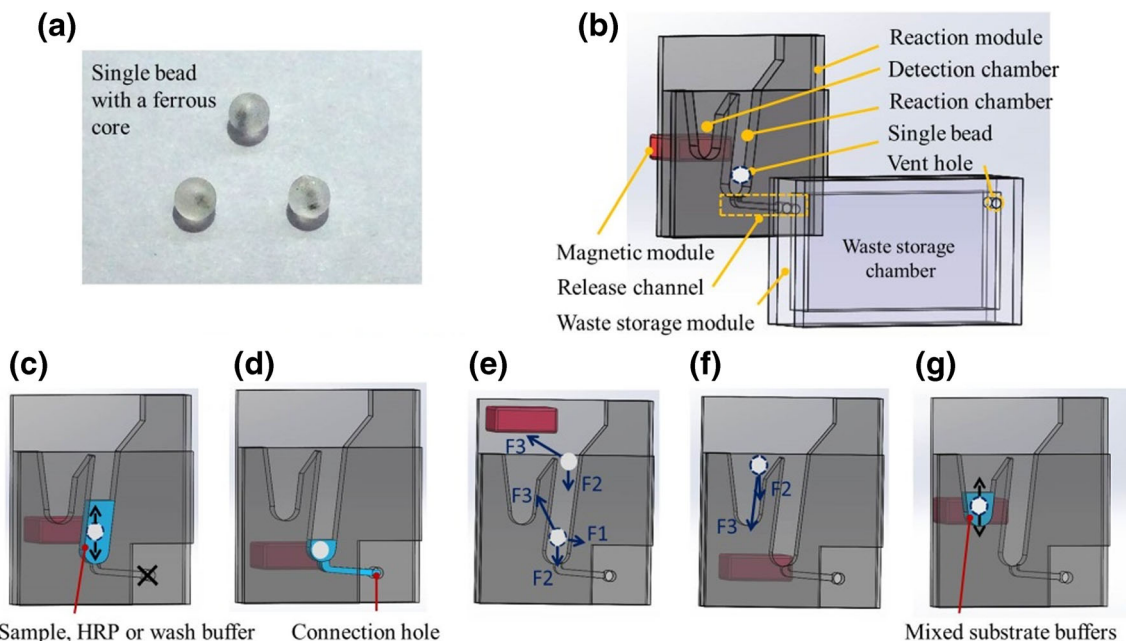 (a)
Single bead
with a ferrous
core
(b)
Reaction module
Detection chamber
Reaction chamber
Single bead
Vent hole
Waste storage
chamber
Magnetic module
Release channel
Waste storage module
(c)
Sample, HRP or wash buffer
(d)
Connection hole
(e)
F3
F2
F3
F1
F2
(f)
F2
F3
(g)
Mixed substrate buffers